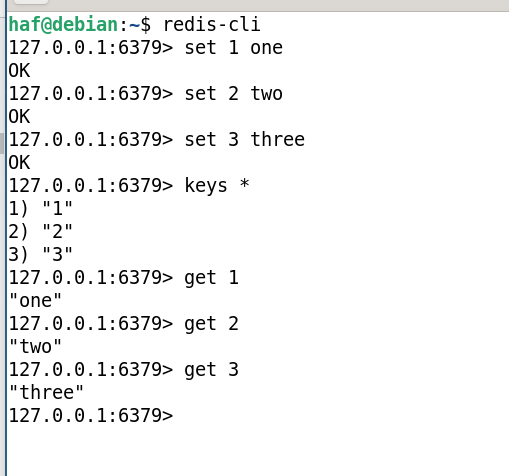 haf@debian:~$ redis-cli
127.0.0.1:6379> set 1 one
OK
127.0.0.1:6379> set 2 two
OK
127.0.0.1:6379> set 3 three
OK
127.0.0.1:6379> keys *
1) "1"
2) "2"
3) "3"
127.0.0.1:6379> get 1
"one"
127.0.0.1:6379> get 2
"two"
127.0.0.1:6379> get 3
"three"
127.0.0.1:6379>